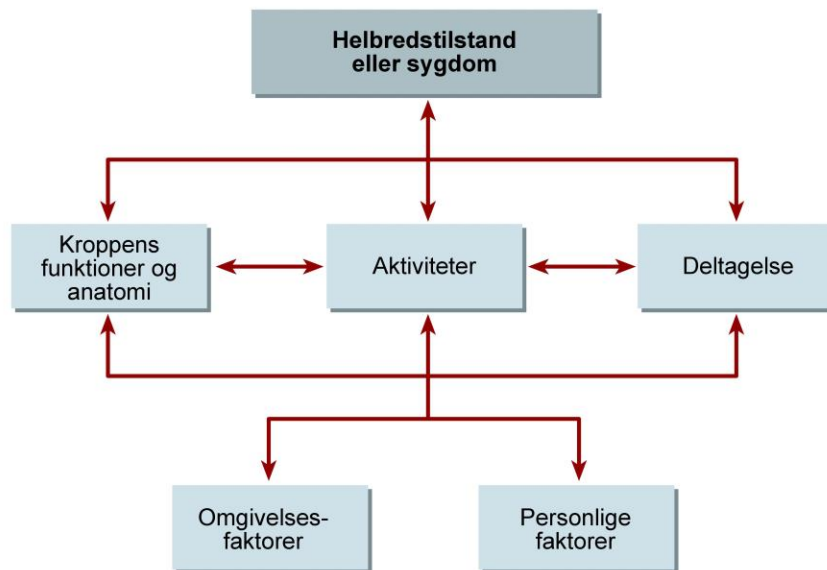 Helbredstilstand
eller sygdom
Kroppens
funktioner og
anatomi
Aktiviteter
Deltagelse
Omgivelses-
faktorer
Personlige
faktorer